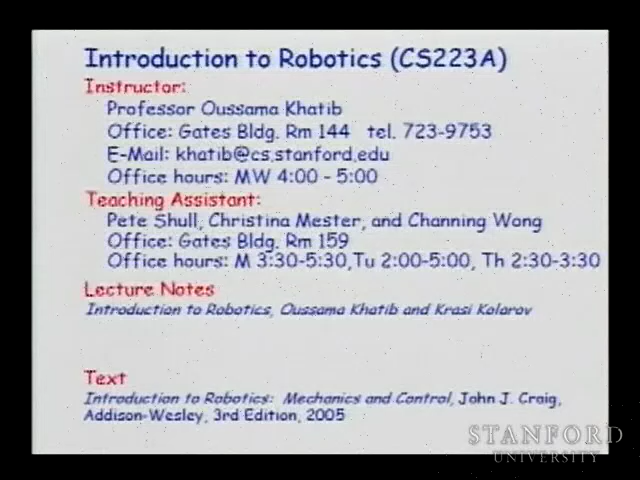 Introduction to Robotics (CS223A)
Instructor:
Professor Oussama Khatib
Office: Gates Bldg. Rm 144 tel. 723-9753
E-Mail: khatib@cs.stanford.edu
Office hours: MW 4:00 - 5:00
Teaching Assistant:
Pete Shull, Christina Mester, and Channing Wong
Office: Gates Bldg. Rm 159
Office hours: M 3:30-5:30,Tu 2:00-5:00, Th 2:30-3:30
Lecture Notes
Introduction to Robotics, Oussama Khatib and Krasi Kolarov
Text
Introduction to Robotics: Mechanics and Control, John J. Craig,
Addison-Wesley, 3rd Edition, 2005
STANFORD
UNIVERSITY